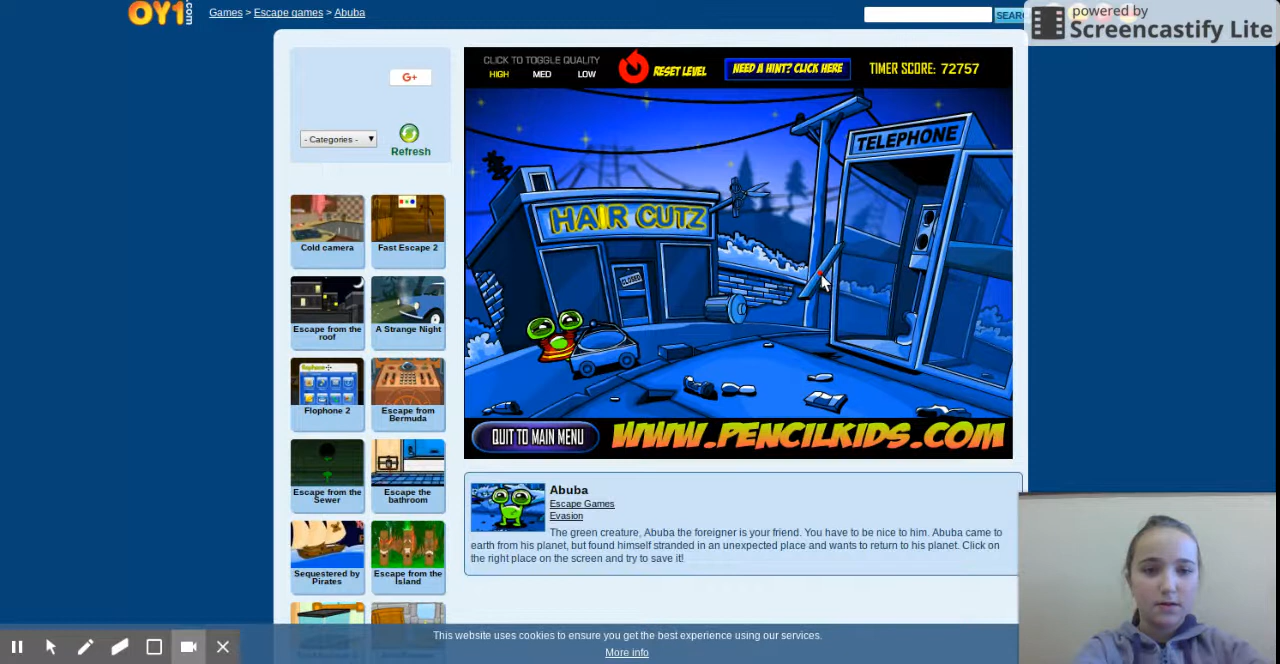 OY1.com
Games > Escape games > Abuba
SEARC
powered by
Screencastify Lite
G+
- Categories -
Refresh
CLICK TO TOGGLE QUALITY
HIGH MED LOW
RESET LEVEL
NEED A HINT? CLICK HERE
TIMER SCORE: 72757
TELEPHONE
HAIR CUTZ
CLOSED
QUIT TO MAIN MENU
WWW.PENCILKIDS.COM
Cold camera
Fast Escape 2
Escape from the
roof
A Strange Night
Flophone 2
Escape from
Bermuda
Escape from the
Sewer
Escape the
bathroom
Sequestered by
Pirates
Escape from the
Island
Abuba
Escape Games
Evasion
The green creature, Abuba the foreigner is your friend. You have to be nice to him. Abuba came to
earth from his planet, but found himself stranded in an unexpected place and wants to return to his planet. Click on
the right place on the screen and try to save it!
This website uses cookies to ensure you get the best experience using our services.
More info